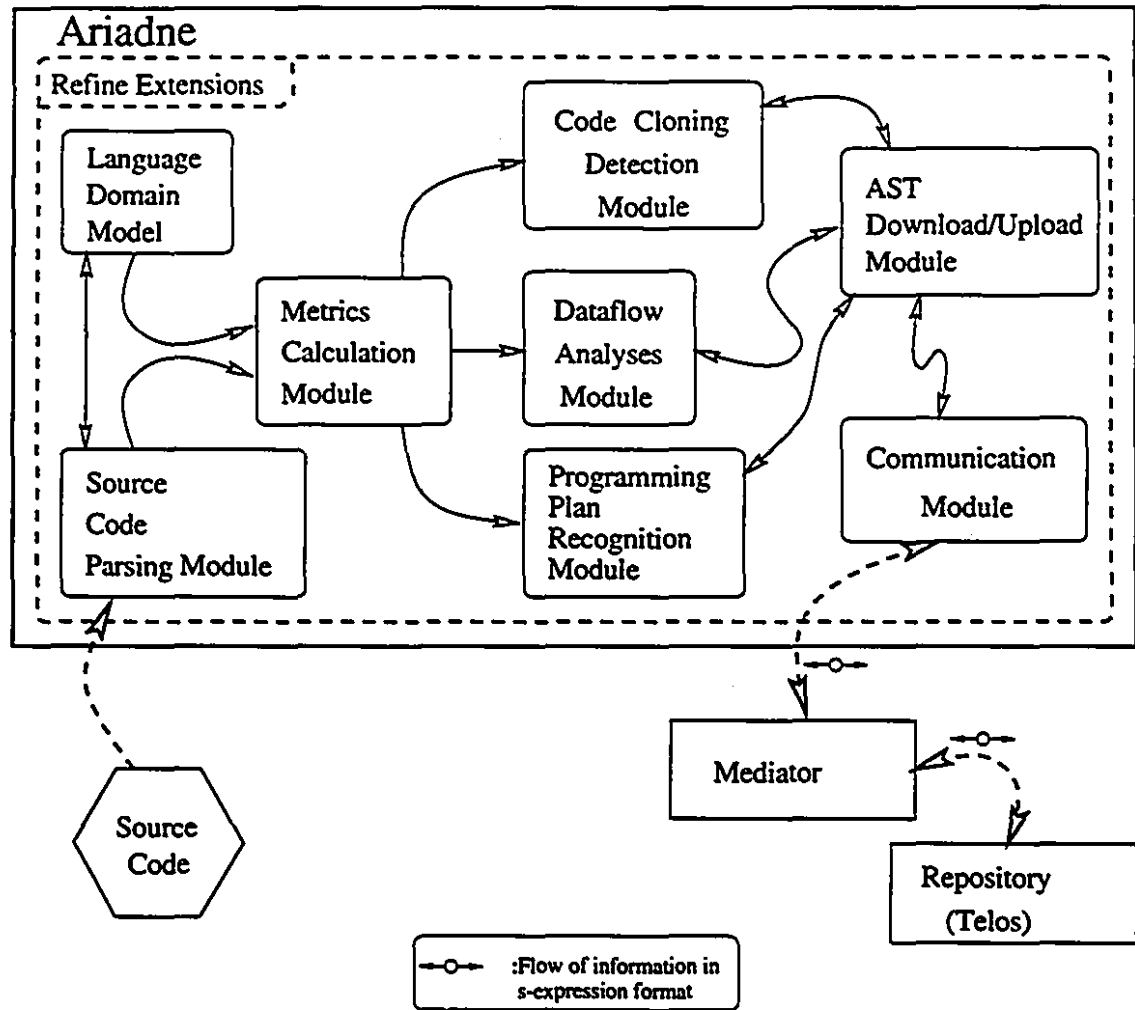 Ariadne
Refine Extensions
Language
Domain
Model
Source
Code
Parsing Module
Metrics
Calculation
Module
Code Cloning
Detection
Module
Dataflow
Analyses
Module
Programming
Plan
Recognition
Module
AST
Download/Upload
Module
Communication
Module
Source
Code
Mediator
Repository
(Telos)
:Flow of information in
s-expression format